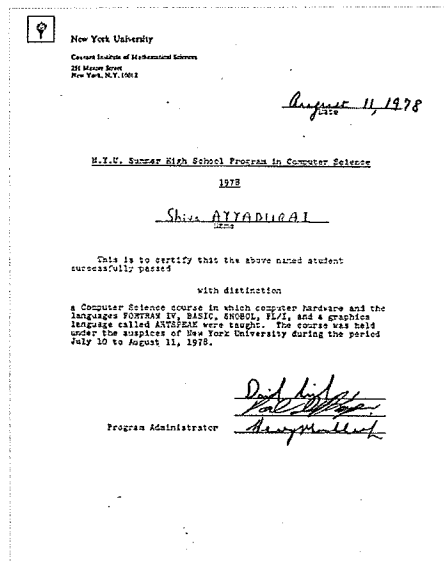 New York University
Courant Institute of Mathematical Sciences
251 Mercer Street
New York, N.Y. 10012
August 11, 1978
Date
N.Y.U. Summer High School Program in Computer Science
1978
Shiva AYYADURAI
Name
This is to certify that the above named student
successfully passed
with distinction
a Computer Science course in which computer hardware and the
languages FORTRAN IV, BASIC, SNOBOL, PL/I, and a graphics
language called ARTSPEAK were taught. The course was held
under the auspices of New York University during the period
July 10 to August 11, 1978.
Program Administrator